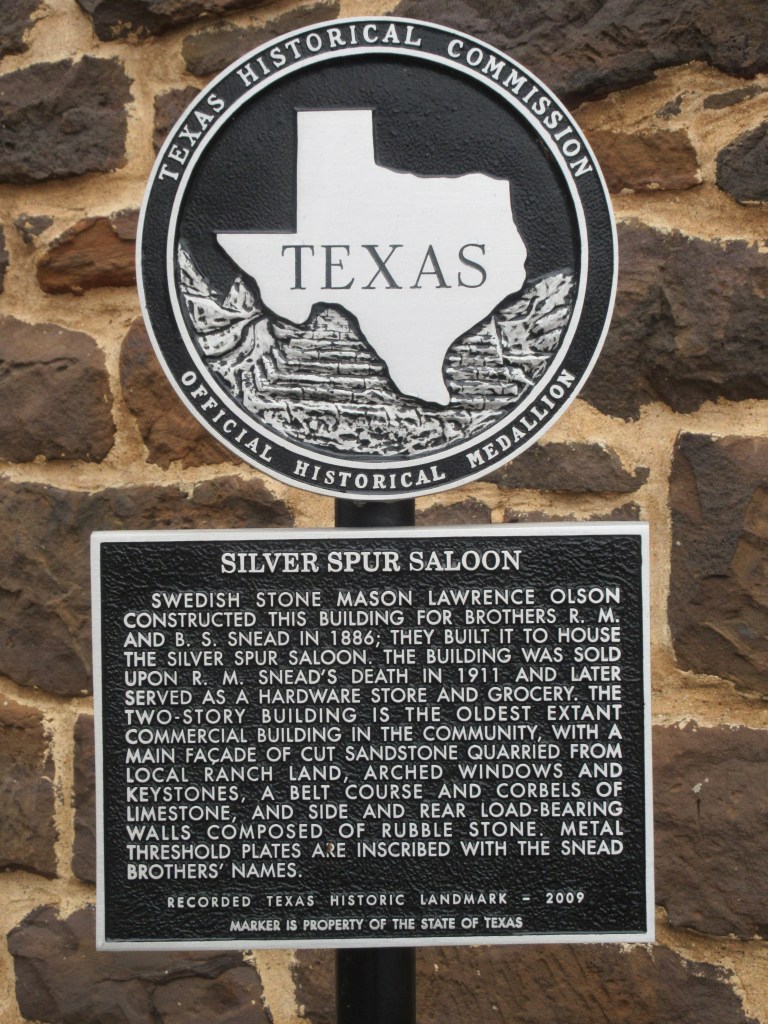 TEXAS HISTORICAL COMMISSION
TEXAS
OFFICIAL HISTORICAL MEDALLION
SILVER SPUR SALOON
SWEDISH STONE MASON LAWRENCE OLSON
CONSTRUCTED THIS BUILDING FOR BROTHERS R. M.
AND B. S. SNEAD IN 1886; THEY BUILT IT TO HOUSE
THE SILVER SPUR SALOON. THE BUILDING WAS SOLD
UPON R. M. SNEAD'S DEATH IN 1911 AND LATER
SERVED AS A HARDWARE STORE AND GROCERY. THE
TWO-STORY BUILDING IS THE OLDEST EXTANT
COMMERCIAL BUILDING IN THE COMMUNITY, WITH A
MAIN FAÇADE OF CUT SANDSTONE QUARRIED FROM
LOCAL RANCH LAND, ARCHED WINDOWS AND
KEYSTONES, A BELT COURSE AND CORBELS OF
LIMESTONE, AND SIDE AND REAR LOAD-BEARING
WALLS COMPOSED OF RUBBLE STONE. METAL
THRESHOLD PLATES ARE INSCRIBED WITH THE SNEAD
BROTHERS' NAMES.
RECORDED TEXAS HISTORIC LANDMARK – 2009
MARKER IS PROPERTY OF THE STATE OF TEXAS